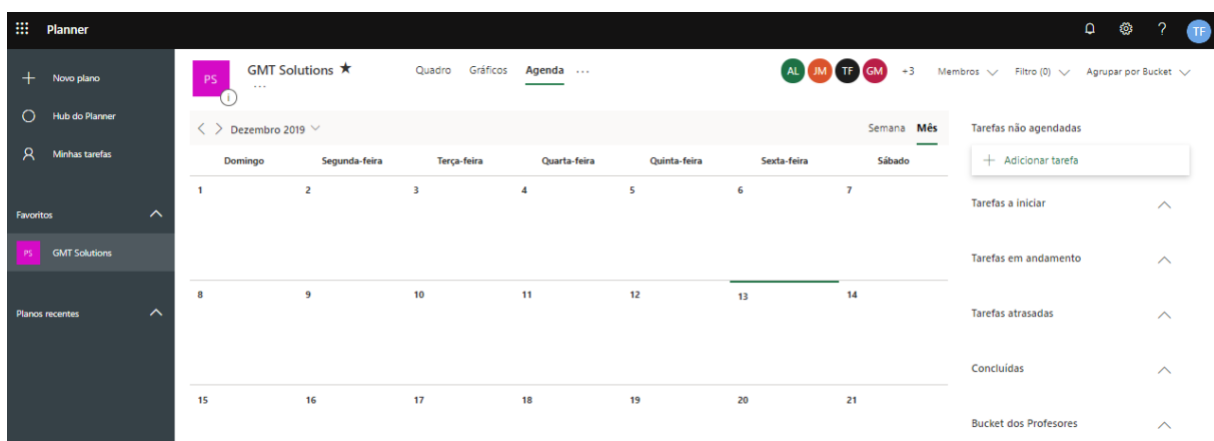 Planner
?
TF
Novo plano
Hub do Planner
Minhas tarefas
Favoritos
PS GMT Solutions
Planos recentes
PS GMT Solutions ★
...
i
Quadro Gráficos Agenda ...
AL JM TF GM +3 Membros Filtro (0) Agrupar por Bucket
Dezembro 2019
Semana Mês
Domingo Segunda-feira Terça-feira Quarta-feira Quinta-feira Sexta-feira Sábado
1 2 3 4 5 6 7
8 9 10 11 12 13 14
15 16 17 18 19 20 21
Tarefas não agendadas
+ Adicionar tarefa
Tarefas a iniciar
Tarefas em andamento
Tarefas atrasadas
Concluídas
Bucket dos Profesores